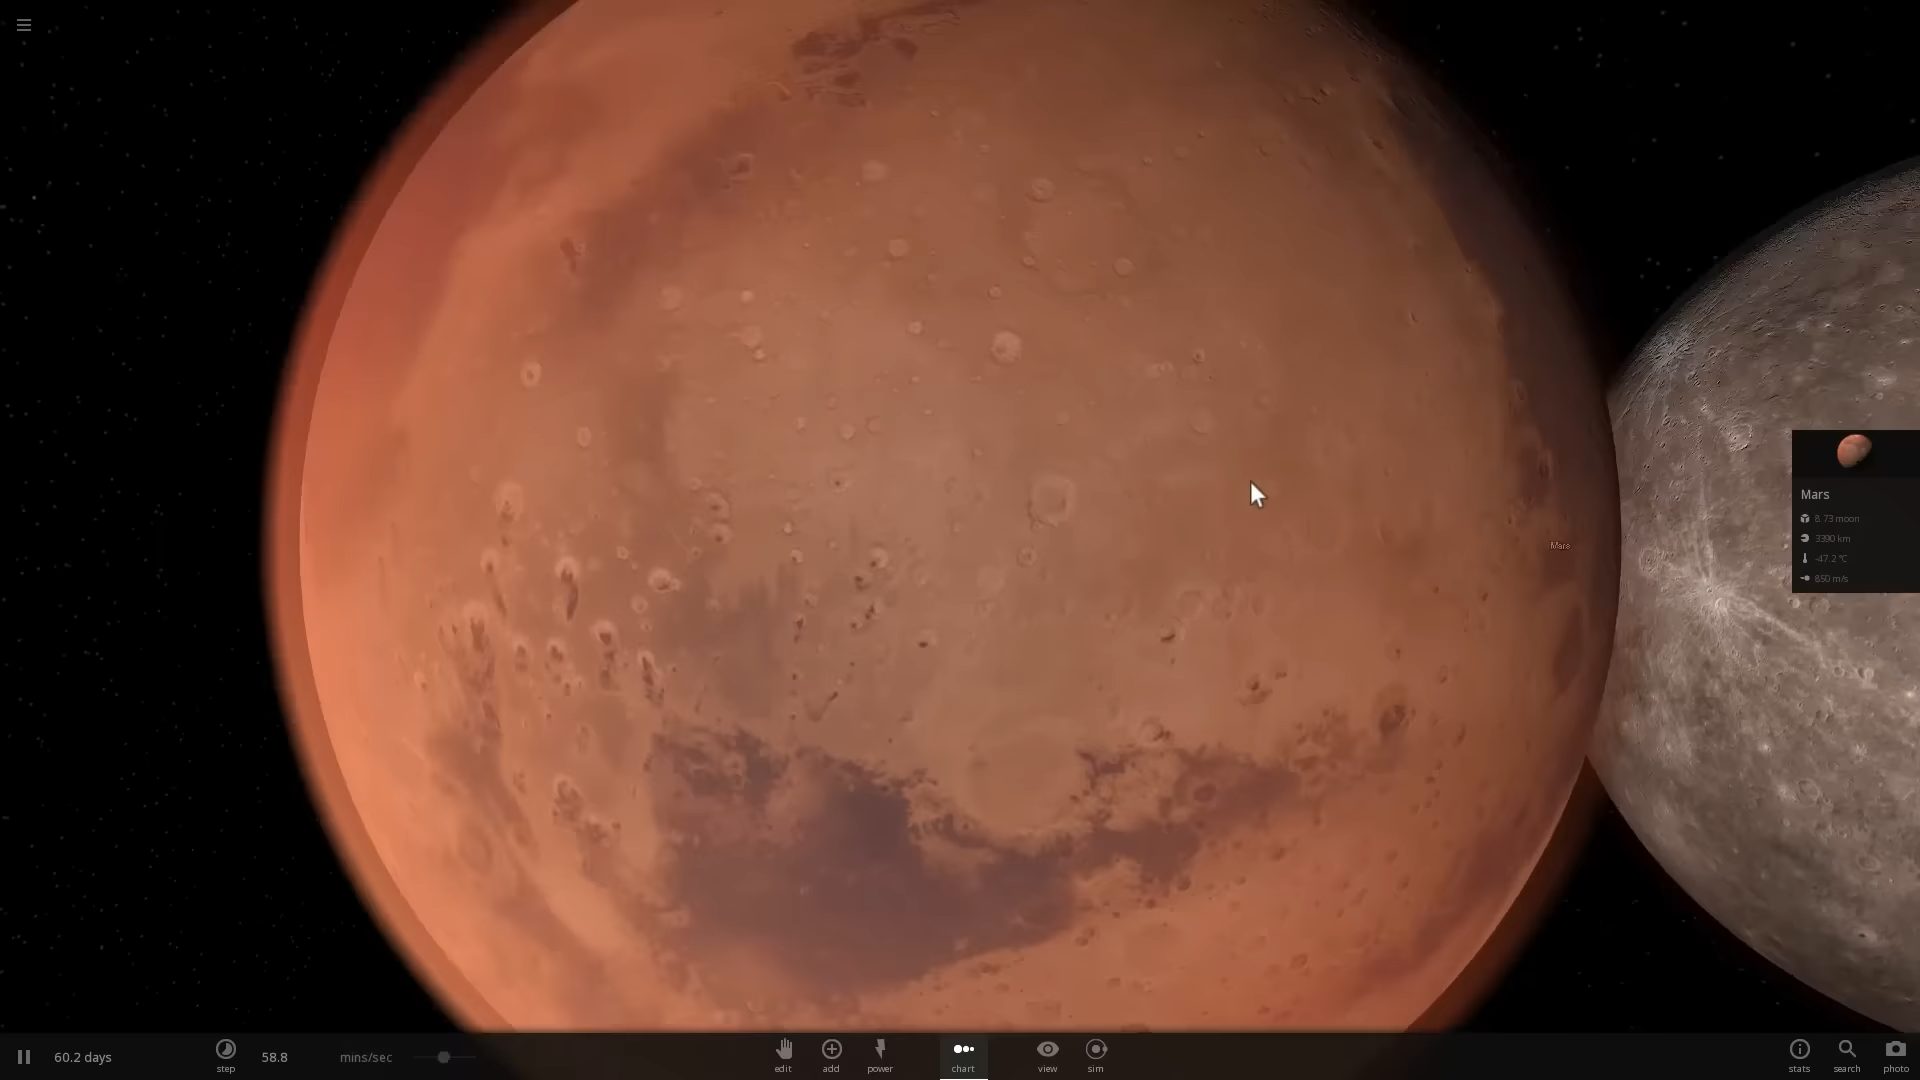 Mars
Mars
8.73 moon
3390 km
-47.2 °C
850 m/s
60.2 days
step
58.8
mins/sec
edit
add
power
chart
view
sim
stats
search
photo